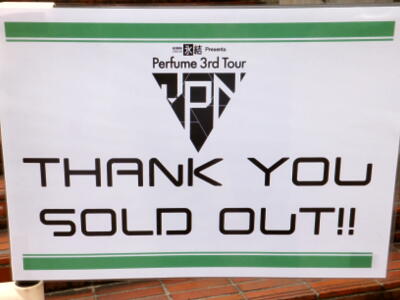 氷結 Presents
Perfume 3rd Tour
JPN
THANK YOU
SOLD OUT!!